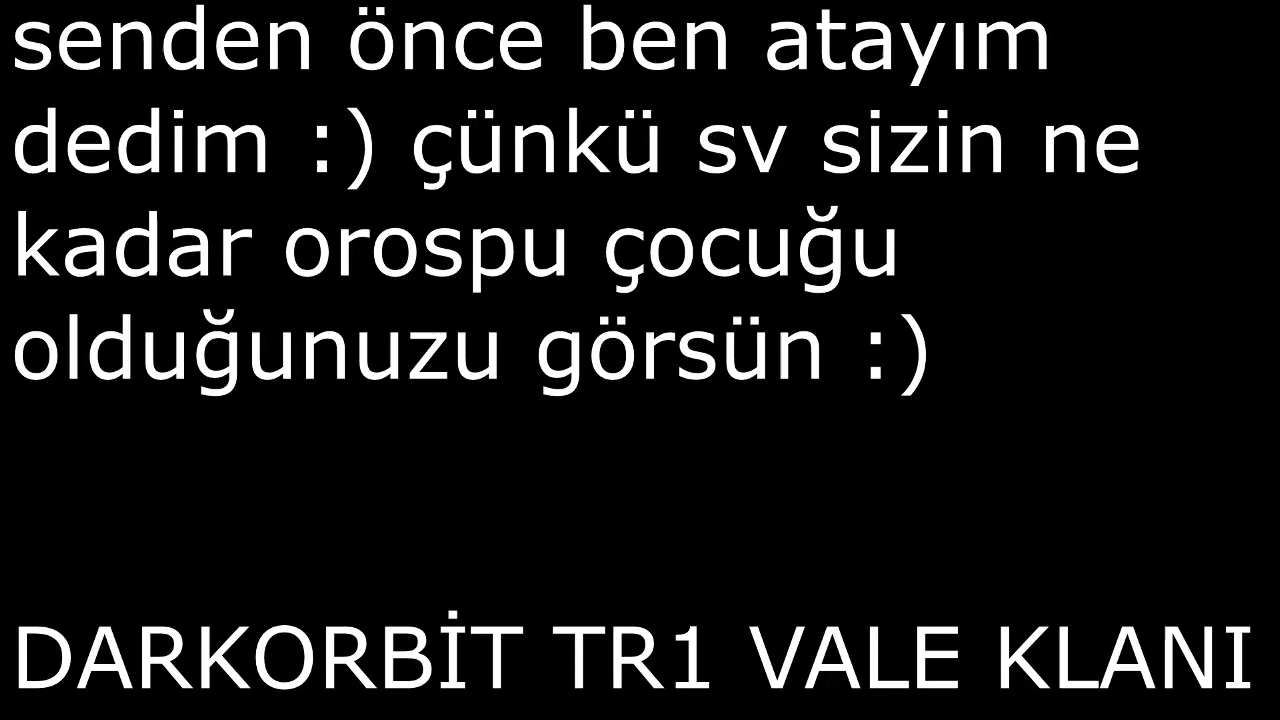 senden önce ben atayım
dedim :) çünkü sv sizin ne
kadar orospu çocuğu
olduğunuzu görsün :)
DARKORBİT TR1 VALE KLANI